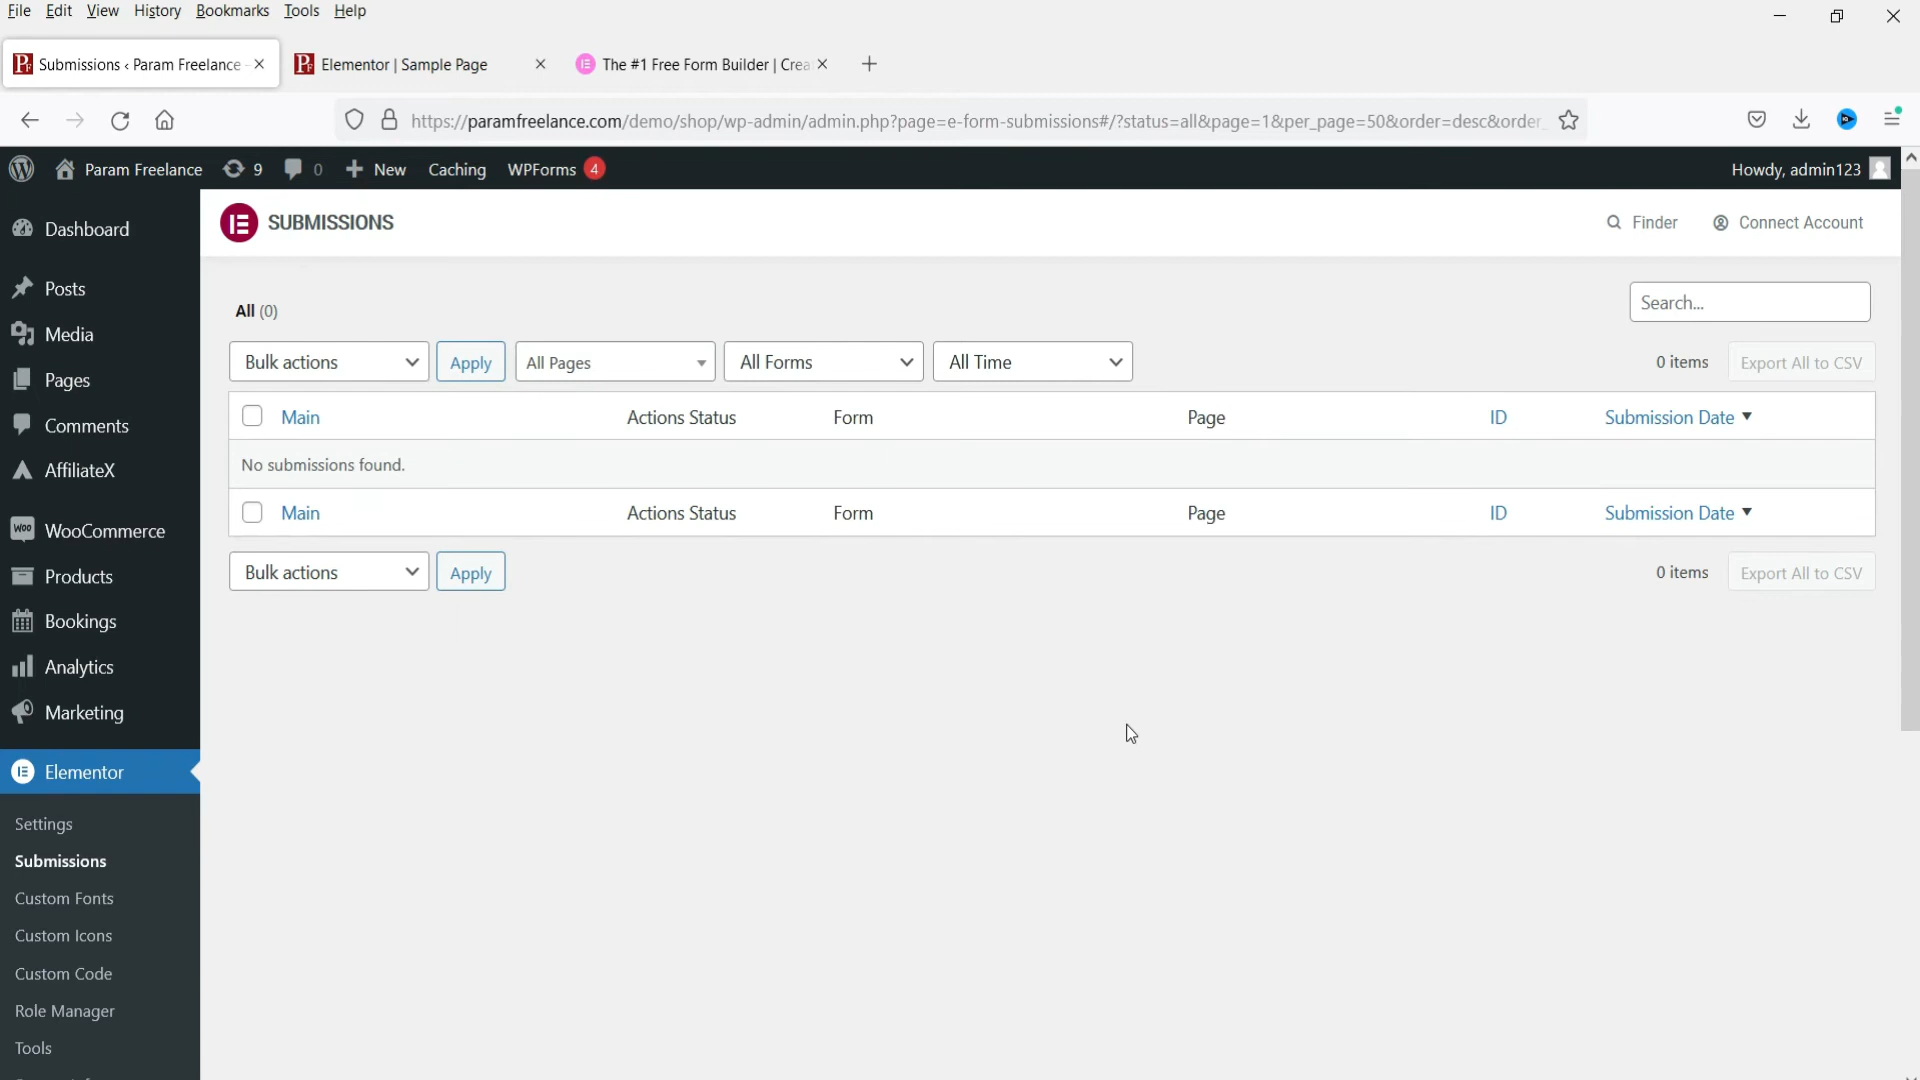 File Edit View History Bookmarks Tools Help
Submissions ‹ Param Freelance -
Elementor | Sample Page
The #1 Free Form Builder | Crea
https://paramfreelance.com/demo/shop/wp-admin/admin.php?page=e-form-submissions#/?status=all&page=1&per_page=50&order=desc&order_
Param Freelance 9 0 New Caching WPForms 4 Howdy, admin123
Dashboard
Posts
Media
Pages
Comments
AffiliateX
WooCommerce
Products
Bookings
Analytics
Marketing
Elementor
Settings
Submissions
Custom Fonts
Custom Icons
Custom Code
Role Manager
Tools
SUBMISSIONS
Finder Connect Account
All (0)
Search...
Bulk actions Apply All Pages All Forms All Time 0 items Export All to CSV
Main Actions Status Form Page ID Submission Date
No submissions found.
Main Actions Status Form Page ID Submission Date
Bulk actions Apply 0 items Export All to CSV